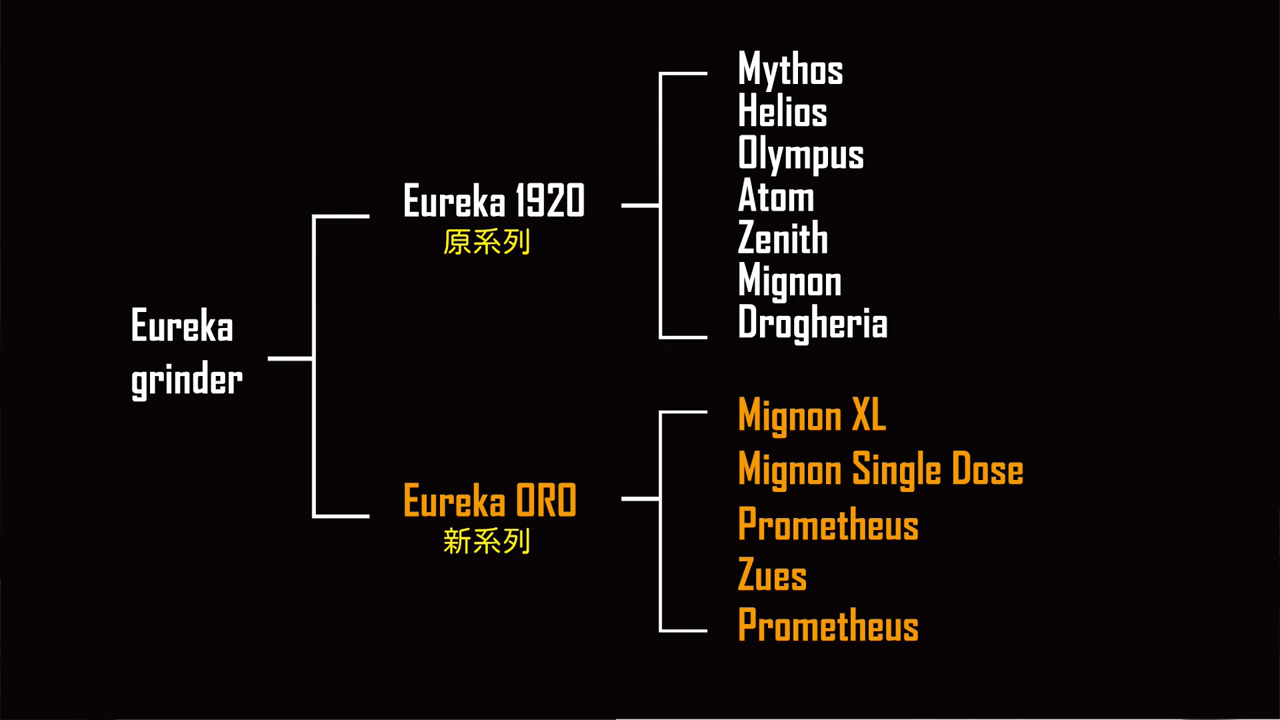 Eureka
grinder
Eureka 1920
原系列
Mythos
Helios
Olympus
Atom
Zenith
Mignon
Drogheria
Eureka ORO
新系列
Mignon XL
Mignon Single Dose
Prometheus
Zues
Prometheus